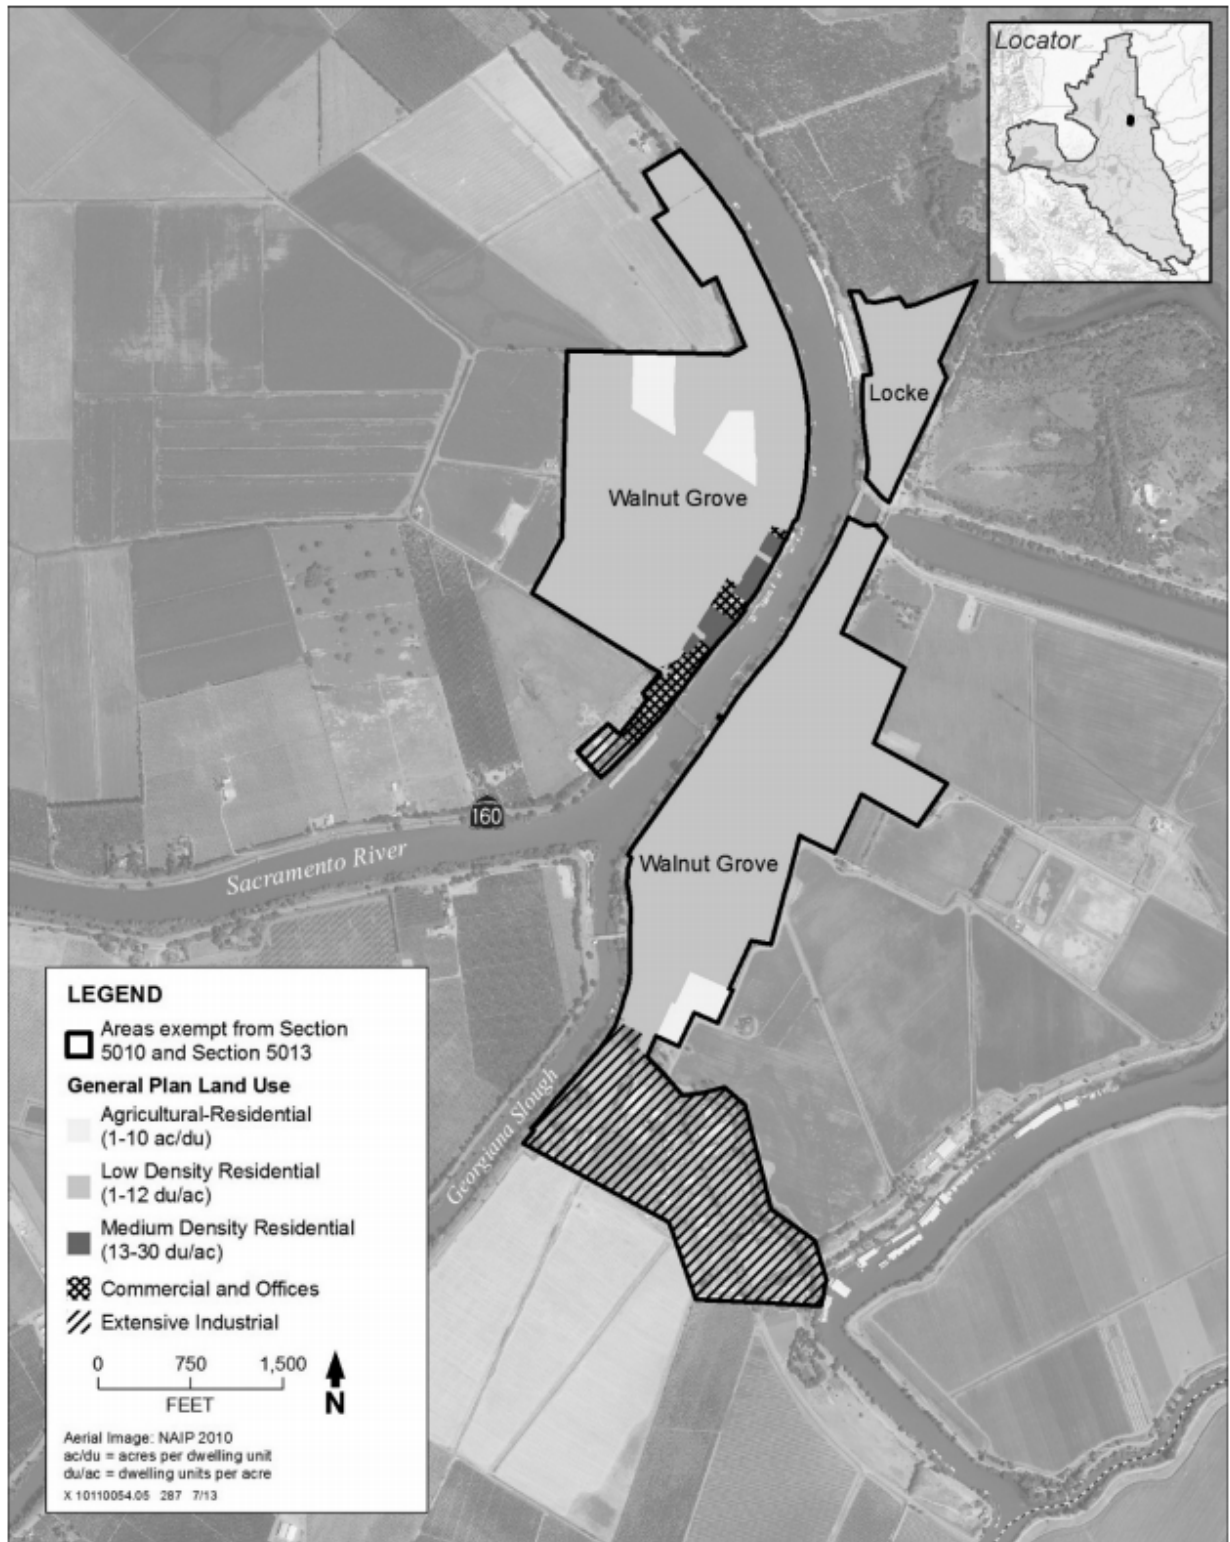 Locator
Locke
Walnut Grove
160
Sacramento River
Walnut Grove
Georgiana Slough
LEGEND
Areas exempt from Section
5010 and Section 5013
General Plan Land Use
Agricultural-Residential
(1-10 ac/du)
Low Density Residential
(1-12 du/ac)
Medium Density Residential
(13-30 du/ac)
Commercial and Offices
Extensive Industrial
0 750 1,500
FEET
N
Aerial Image: NAIP 2010
ac/du = acres per dwelling unit
du/ac = dwelling units per acre
X 10110054.05 287 7/13